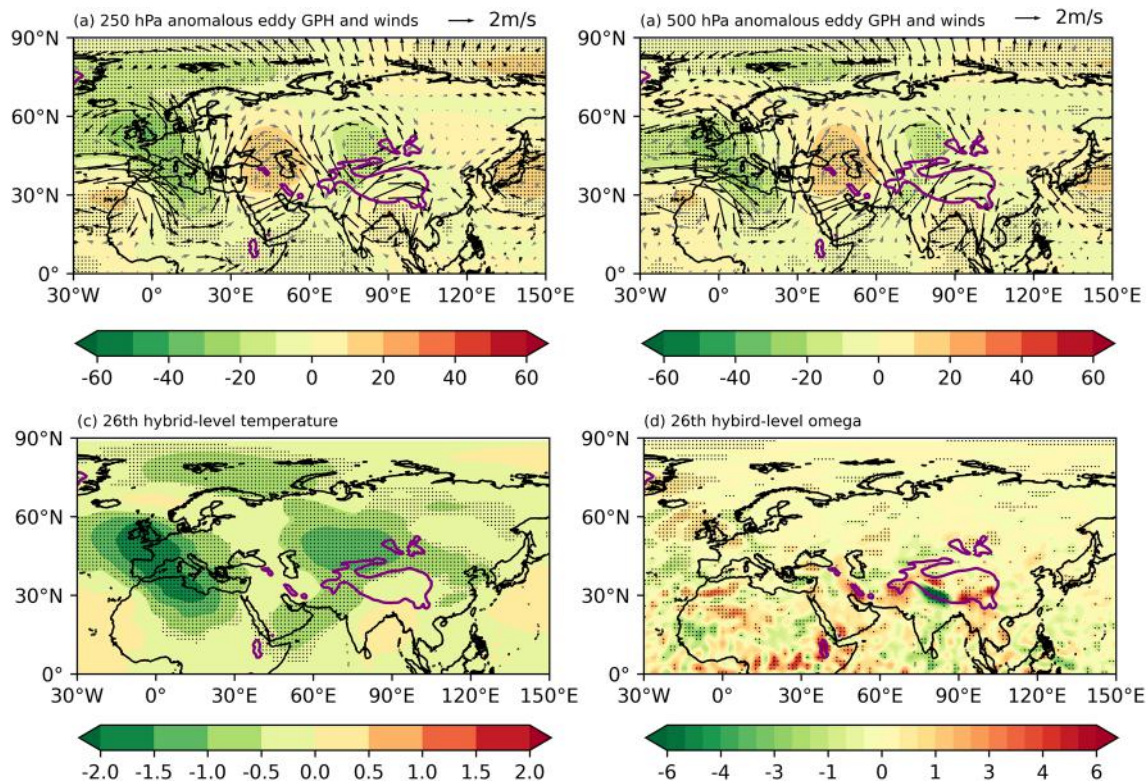 (a) 250 hPa anomalous eddy GPH and winds 2m/s
90°N
60°N
30°N
0°
30°W 0° 30°E 60°E 90°E 120°E 150°E
-60 -40 -20 0 20 40 60
(a) 500 hPa anomalous eddy GPH and winds 2m/s
90°N
60°N
30°N
0°
30°W 0° 30°E 60°E 90°E 120°E 150°E
-60 -40 -20 0 20 40 60
(c) 26th hybrid-level temperature
90°N
60°N
30°N
0°
30°W 0° 30°E 60°E 90°E 120°E 150°E
-2.0 -1.5 -1.0 -0.5 0.0 0.5 1.0 1.5 2.0
(d) 26th hybird-level omega
90°N
60°N
30°N
0°
30°W 0° 30°E 60°E 90°E 120°E 150°E
-6 -4 -3 -1 0 1 3 4 6